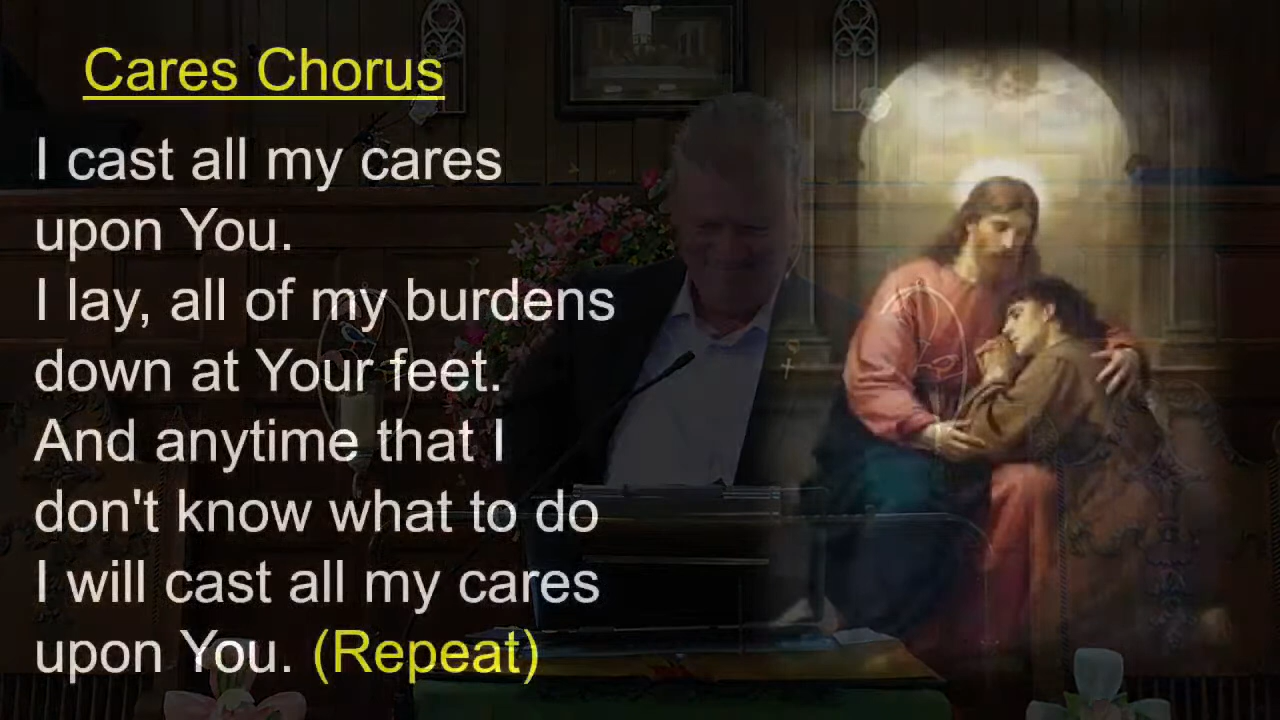 Cares Chorus
I cast all my cares
upon You.
I lay, all of my burdens
down at Your feet.
And anytime that I
don't know what to do
I will cast all my cares
upon You. (Repeat)